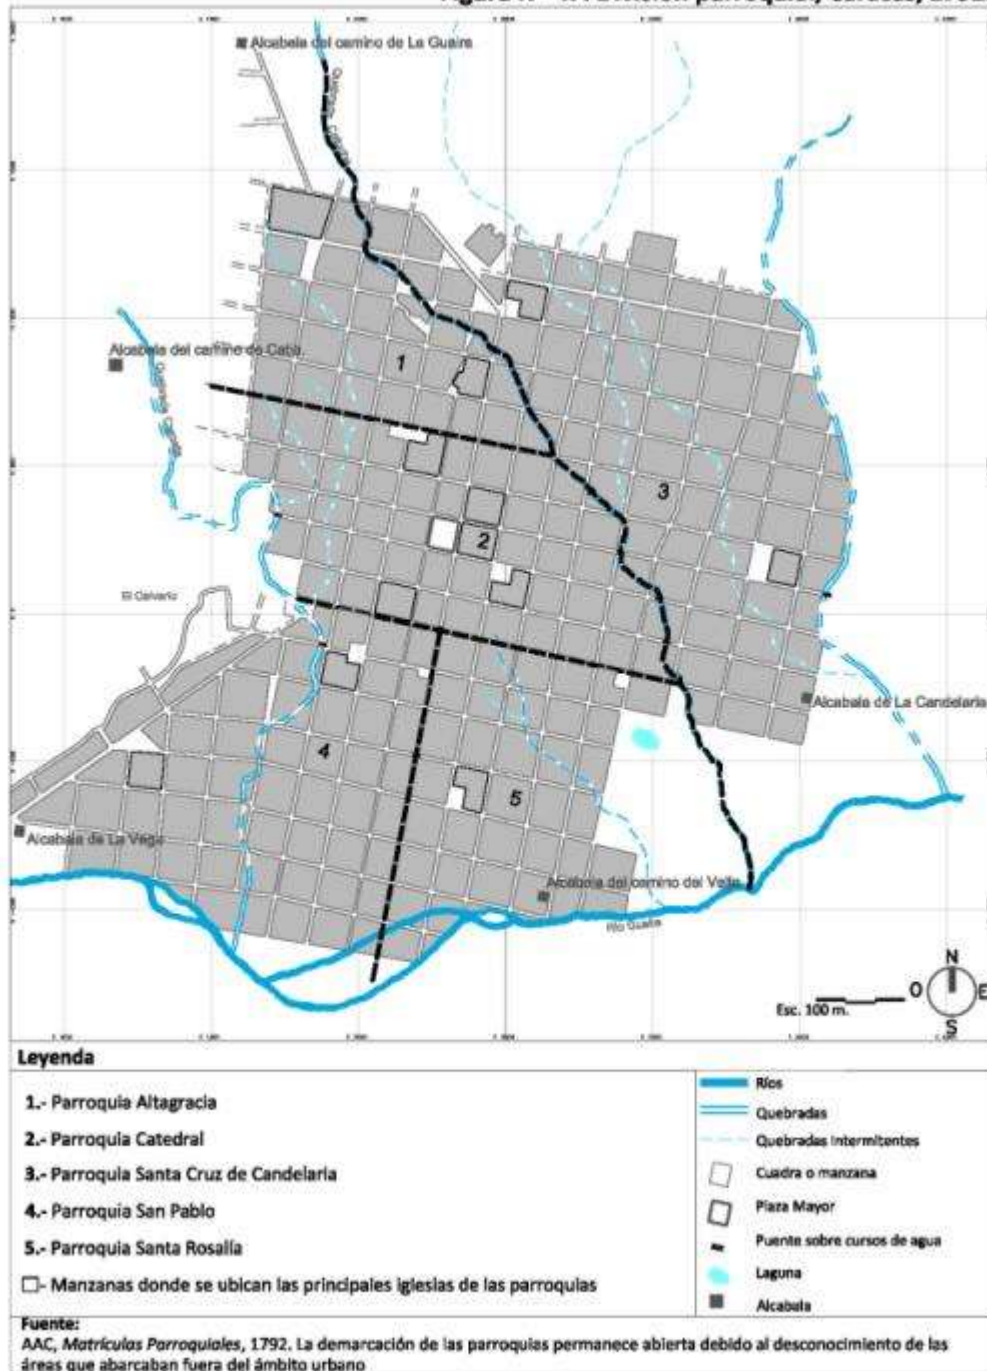 Alcabala del camino de La Guaira
Quebrada
Alcabala del camino de Catia
1
3
2
El Calvario
Alcabala de La Candelaria
4
5
Alcabala de La Vega
Alcabala del camino del Valle
Río Guaire
N
O
E
S
Esc. 100 m.
Leyenda
1.- Parroquia Altagracia
2.- Parroquia Catedral
3.- Parroquia Santa Cruz de Candelaria
4.- Parroquia San Pablo
5.- Parroquia Santa Rosalía
- Manzanas donde se ubican las principales iglesias de las parroquias
Ríos
Quebradas
Quebradas Intermitentes
Cuadra o manzana
Plaza Mayor
Puente sobre cursos de agua
Laguna
Alcabala
Fuente:
AAC, Matrículas Parroquiales, 1792. La demarcación de las parroquias permanece abierta debido al desconocimiento de las
áreas que abarcaban fuera del ámbito urbano